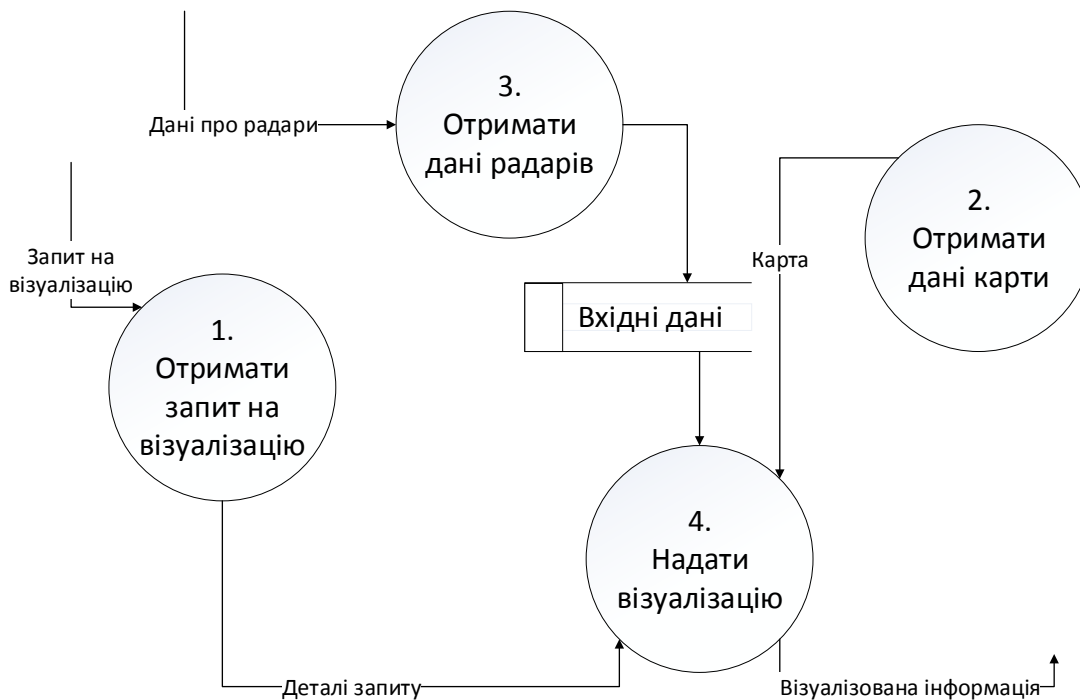 3.
Отримати
дані радарів
Дані про радари
2.
Отримати
дані карти
Запит на
візуалізацію
Карта
Вхідні дані
1.
Отримати
запит на
візуалізацію
4.
Надати
візуалізацію
Деталі запиту
Візуалізована інформація